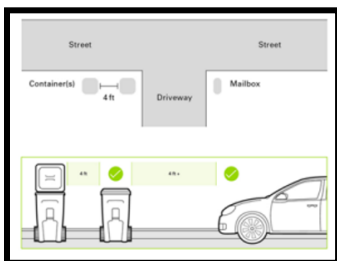 Street
Street
Container(s)
4 ft
Driveway
Mailbox
4 ft
4 ft +